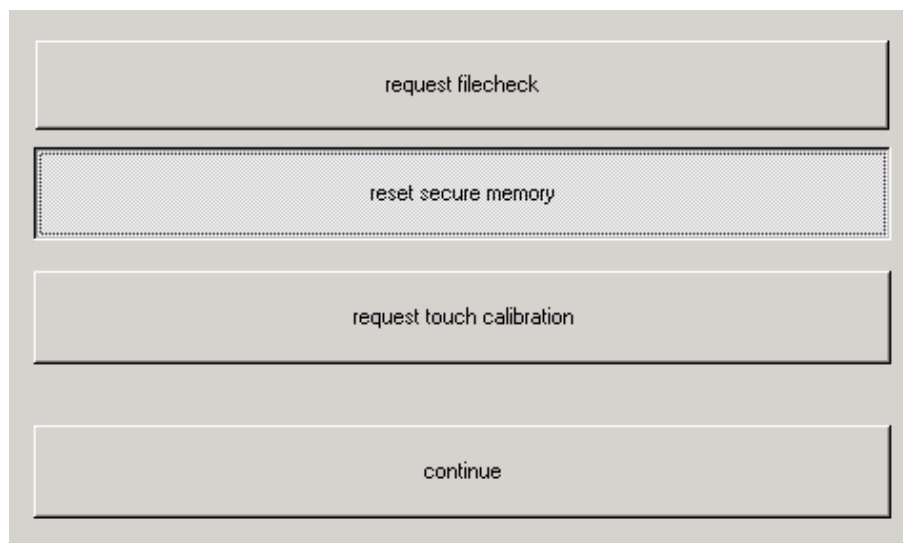 request filecheck
reset secure memory
request touch calibration
continue